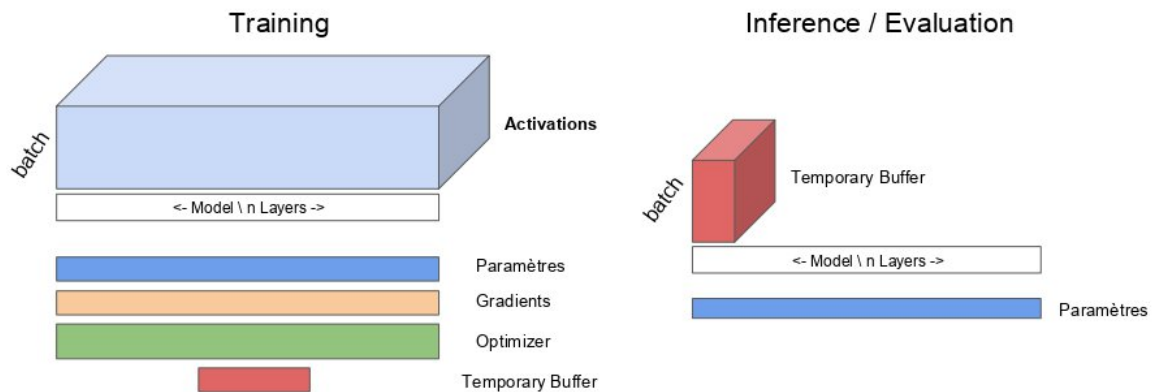 Training
batch
Activations
<- Model \ n Layers ->
Paramètres
Gradients
Optimizer
Temporary Buffer
Inference / Evaluation
batch
Temporary Buffer
<- Model \ n Layers ->
Paramètres